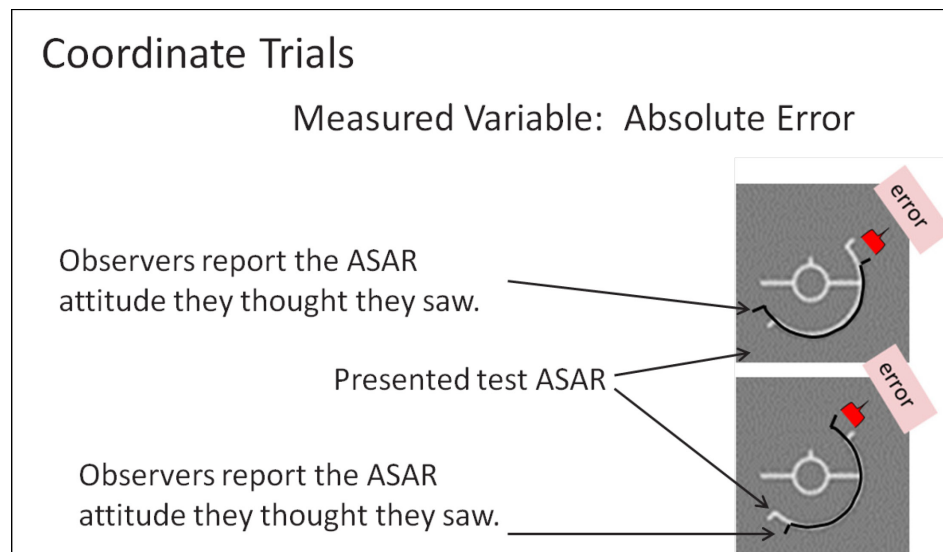 Coordinate Trials
Measured Variable: Absolute Error
error
Observers report the ASAR
attitude they thought they saw.
Presented test ASAR
error
Observers report the ASAR
attitude they thought they saw.